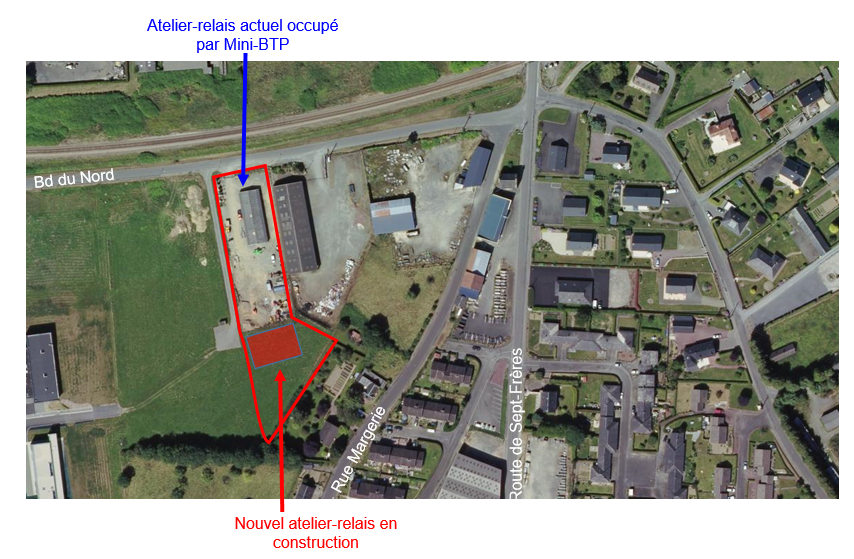 Atelier-relais actuel occupé
par Mini-BTP
Bd du Nord
Rue Margerie
Route de Sept-Frères
Nouvel atelier-relais en
construction